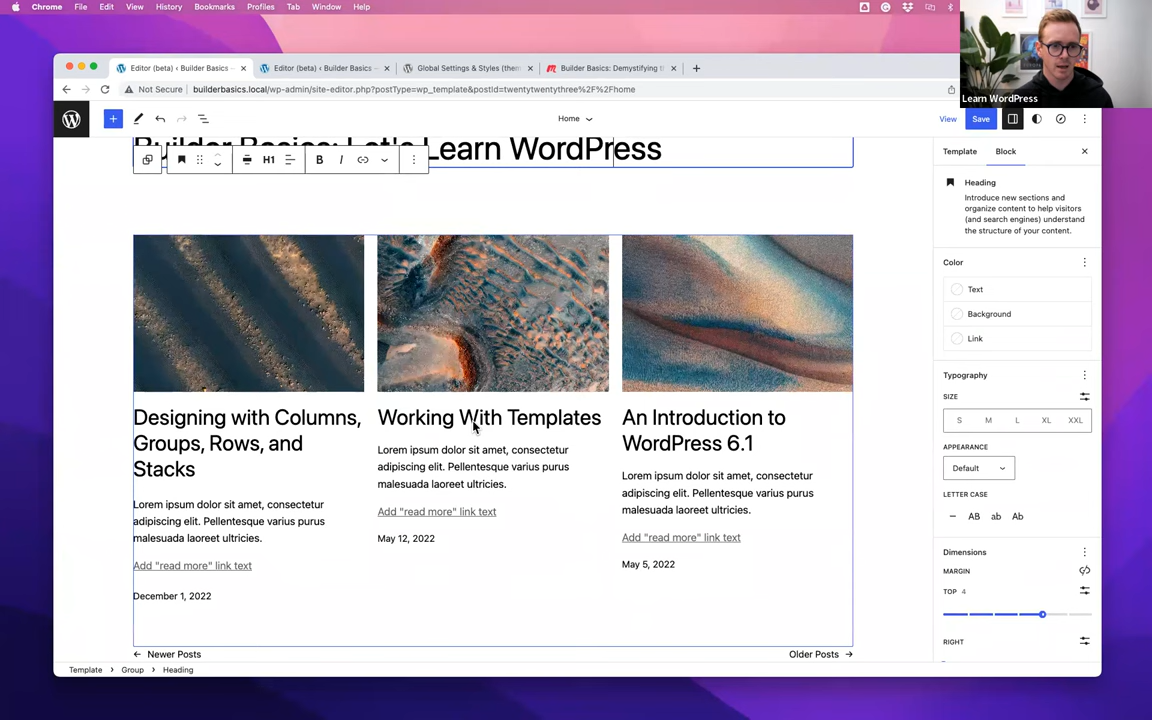 Chrome File Edit View History Bookmarks Profiles Tab Window Help
Editor (beta) ‹ Builder Basics –
Editor (beta) ‹ Builder Basics –
Global Settings & Styles (them
Builder Basics: Demystifying t
Not Secure builderbasics.local/wp-admin/site-editor.php?postType=wp_template&postId=twentytwentythree%2F%2Fhome
Learn WordPress
Home
View
Save
Builder Basics: Let's Learn WordPress
H1 B I
Template Block
Heading
Introduce new sections and
organize content to help visitors
(and search engines) understand
the structure of your content.
Color
Text
Background
Link
Typography
SIZE
S M L XL XXL
APPEARANCE
Default
LETTER CASE
— AB ab Ab
Dimensions
MARGIN
TOP 4
RIGHT
Designing with Columns,
Groups, Rows, and
Stacks
Lorem ipsum dolor sit amet, consectetur
adipiscing elit. Pellentesque varius purus
malesuada laoreet ultricies.
Add "read more" link text
December 1, 2022
Working With Templates
Lorem ipsum dolor sit amet, consectetur
adipiscing elit. Pellentesque varius purus
malesuada laoreet ultricies.
Add "read more" link text
May 12, 2022
An Introduction to
WordPress 6.1
Lorem ipsum dolor sit amet, consectetur
adipiscing elit. Pellentesque varius purus
malesuada laoreet ultricies.
Add "read more" link text
May 5, 2022
← Newer Posts
Older Posts →
Template › Group › Heading